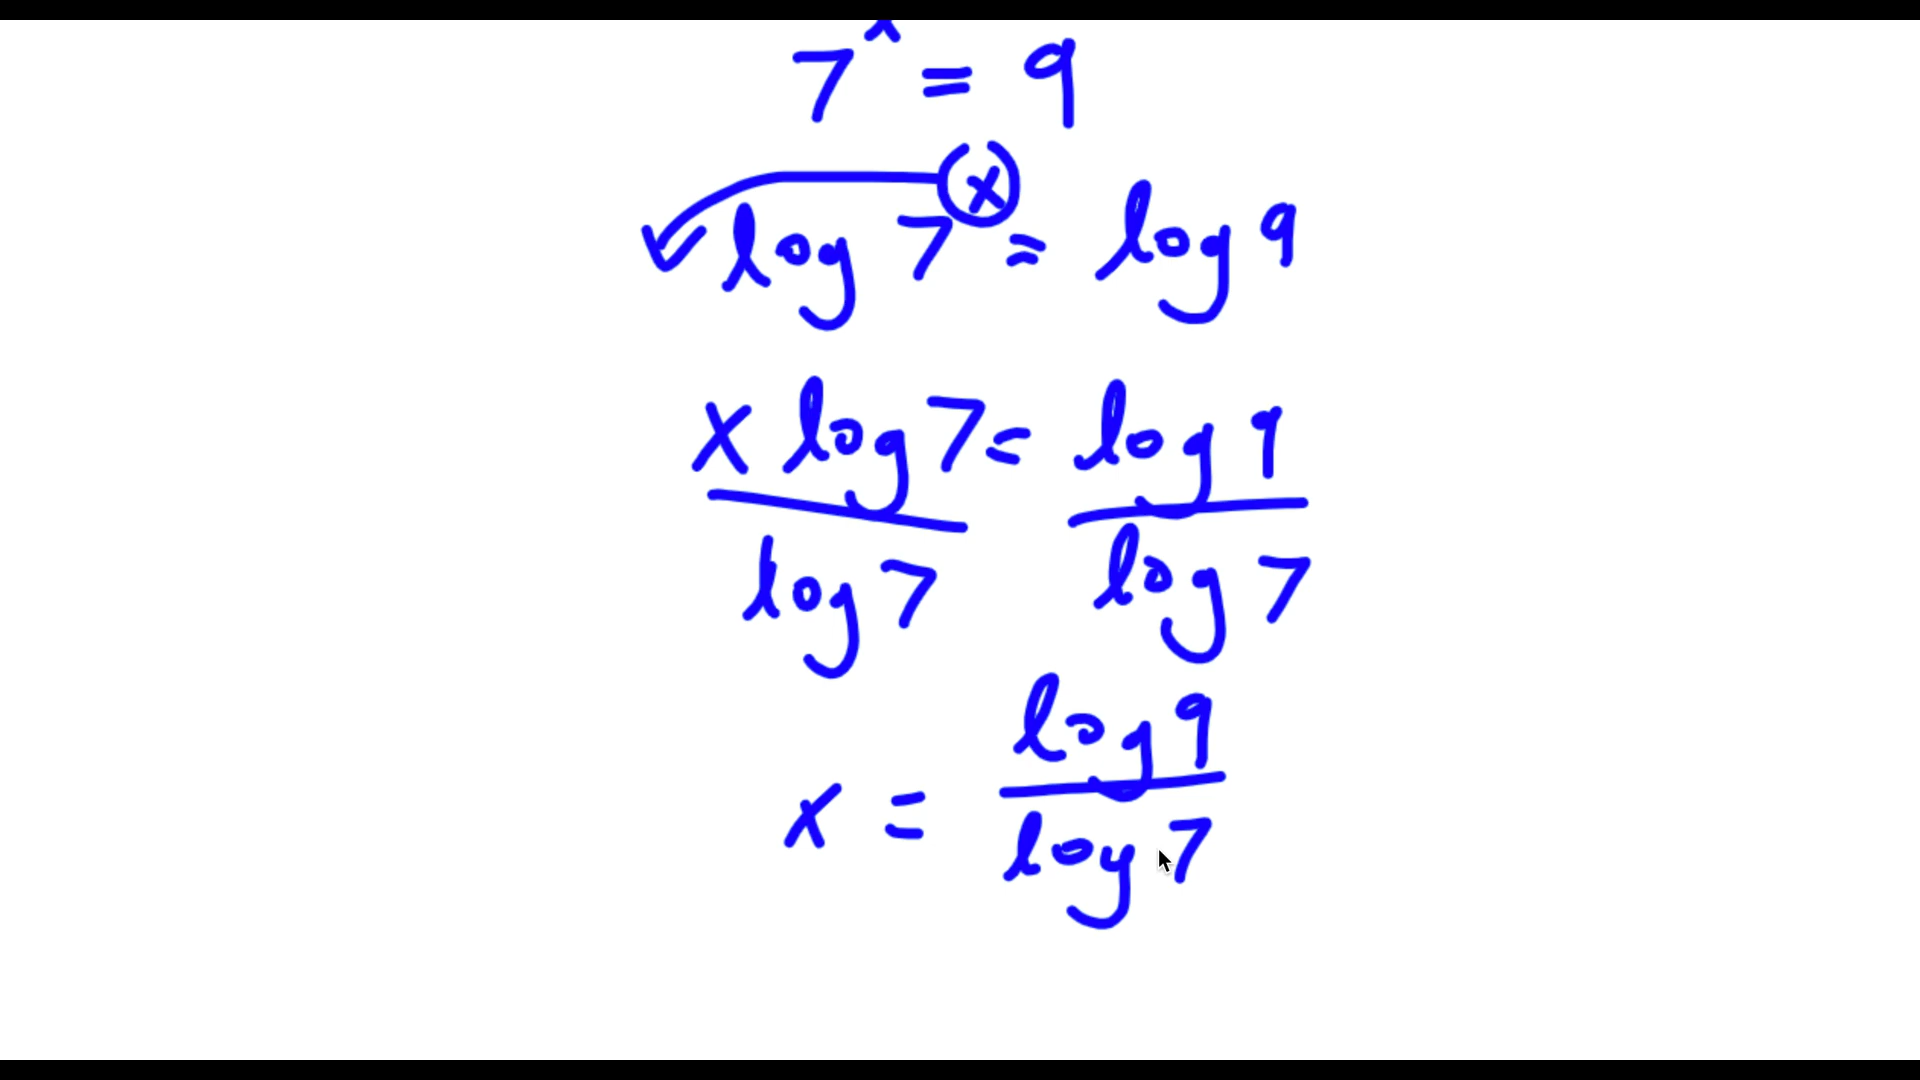 7^x = 9
log 7^x = log 9
x log 7 = log 9
log 7 log 7
log 9
x =
log 7